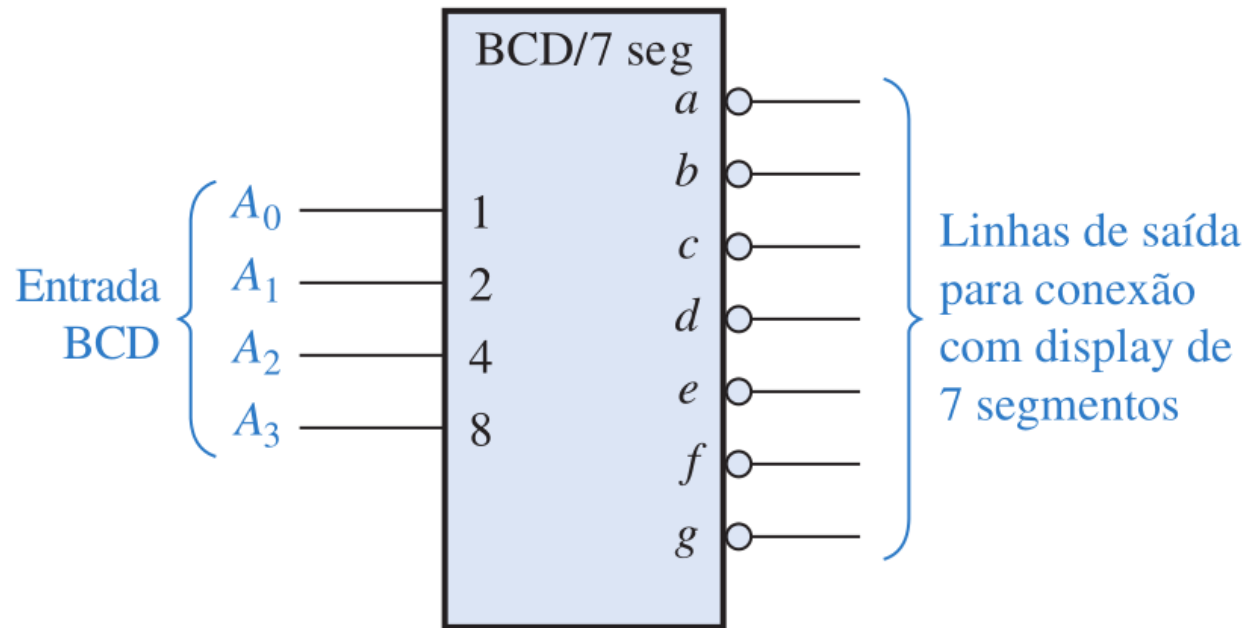 BCD/7 seg
a
b
c
d
e
f
g
Entrada
BCD
A0
A1
A2
A3
1
2
4
8
Linhas de saída
para conexão
com display de
7 segmentos